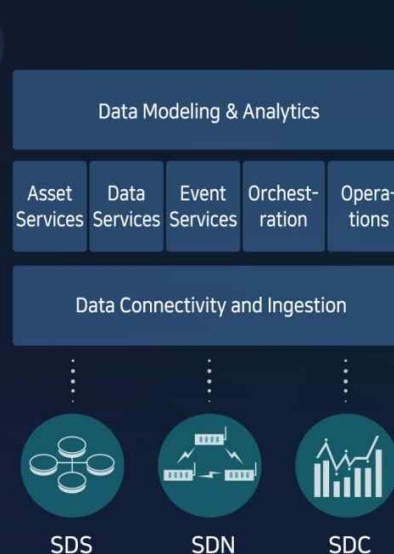 Data Modeling & Analytics
Asset Data Event Orchest- Opera-
Services Services Services ration tions
Data Connectivity and Ingestion
SDS SDN SDC